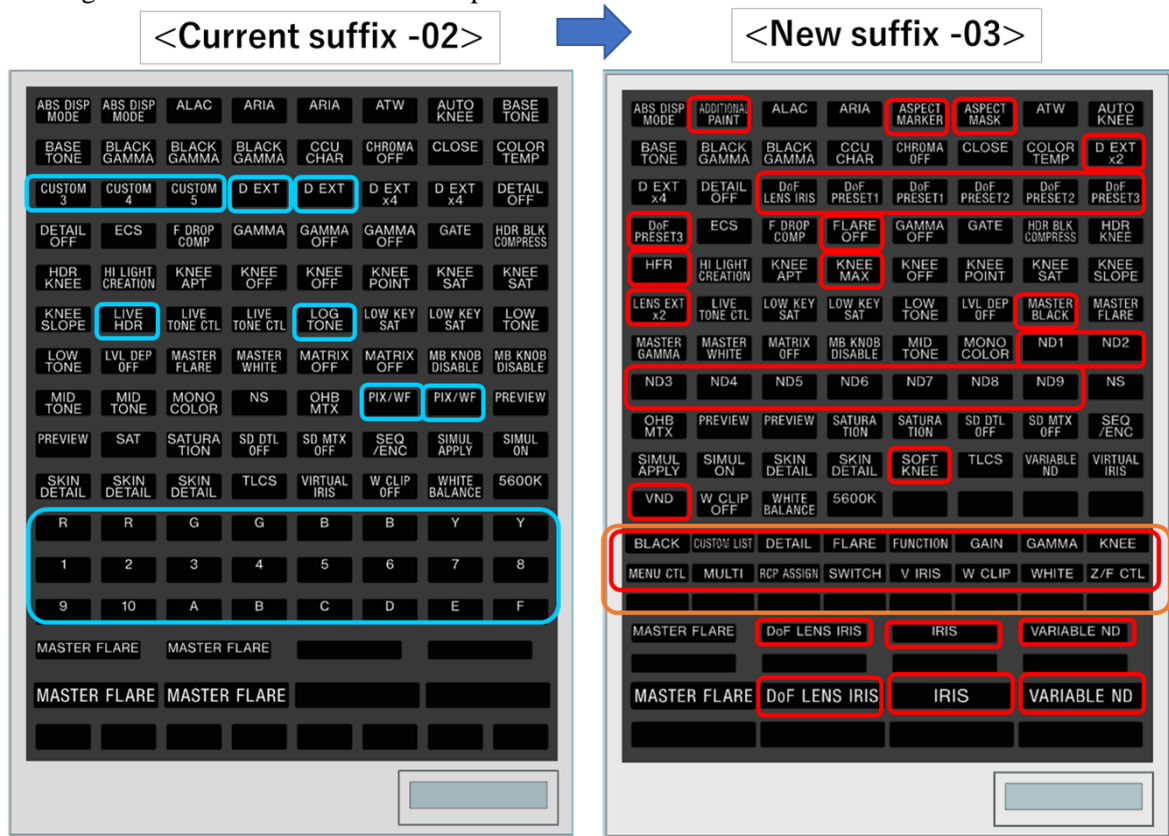 <Current suffix -02>
ABS DISP MODE ABS DISP MODE ALAC ARIA ARIA ATW AUTO KNEE BASE TONE
BASE TONE BLACK GAMMA BLACK GAMMA BLACK GAMMA CCU CHAR CHROMA OFF CLOSE COLOR TEMP
CUSTOM 3 CUSTOM 4 CUSTOM 5 D EXT D EXT D EXT x4 D EXT x4 DETAIL OFF
DETAIL OFF ECS F DROP COMP GAMMA GAMMA OFF GAMMA OFF GATE HDR BLK COMPRESS
HDR KNEE HI LIGHT CREATION KNEE APT KNEE OFF KNEE OFF KNEE POINT KNEE SAT KNEE SAT
KNEE SLOPE LIVE HDR LIVE TONE CTL LIVE TONE CTL LOG TONE LOW KEY SAT LOW KEY SAT LOW TONE
LOW TONE LVL DEP OFF MASTER FLARE MASTER WHITE MATRIX OFF MATRIX OFF MB KNOB DISABLE MB KNOB DISABLE
MID TONE MID TONE MONO COLOR NS OHB MTX PIX/WF PIX/WF PREVIEW
PREVIEW SAT SATURA TION SD DTL OFF SD MTX OFF SEQ /ENC SIMUL APPLY SIMUL ON
SKIN DETAIL SKIN DETAIL SKIN DETAIL TLCS VIRTUAL IRIS W CLIP OFF WHITE BALANCE 5600K
R R G G B B Y Y
1 2 3 4 5 6 7 8
9 10 A B C D E F
MASTER FLARE MASTER FLARE
MASTER FLARE MASTER FLARE
<New suffix -03>
ABS DISP MODE ADDITIONAL PAINT ALAC ARIA ASPECT MARKER ASPECT MASK ATW AUTO KNEE
BASE TONE BLACK GAMMA BLACK GAMMA CCU CHAR CHROMA OFF CLOSE COLOR TEMP D EXT x2
D EXT x4 DETAIL OFF DoF LENS IRIS DoF PRESET1 DoF PRESET1 DoF PRESET2 DoF PRESET2 DoF PRESET3
DoF PRESET3 ECS F DROP COMP FLARE OFF GAMMA OFF GATE HDR BLK COMPRESS HDR KNEE
HFR HI LIGHT CREATION KNEE APT KNEE MAX KNEE OFF KNEE POINT KNEE SAT KNEE SLOPE
LENS EXT x2 LIVE TONE CTL LOW KEY SAT LOW KEY SAT LOW TONE LVL DEP OFF MASTER BLACK MASTER FLARE
MASTER GAMMA MASTER WHITE MATRIX OFF MB KNOB DISABLE MID TONE MONO COLOR ND1 ND2
ND3 ND4 ND5 ND6 ND7 ND8 ND9 NS
OHB MTX PREVIEW PREVIEW SATURA TION SATURA TION SD DTL OFF SD MTX OFF SEQ /ENC
SIMUL APPLY SIMUL ON SKIN DETAIL SKIN DETAIL SOFT KNEE TLCS VARIABLE ND VIRTUAL IRIS
VND W CLIP OFF WHITE BALANCE 5600K
BLACK CUSTOM LIST DETAIL FLARE FUNCTION GAIN GAMMA KNEE
MENU CTL MULTI RCP ASSIGN SWITCH V IRIS W CLIP WHITE Z/F CTL
MASTER FLARE DoF LENS IRIS IRIS VARIABLE ND
MASTER FLARE DoF LENS IRIS IRIS VARIABLE ND